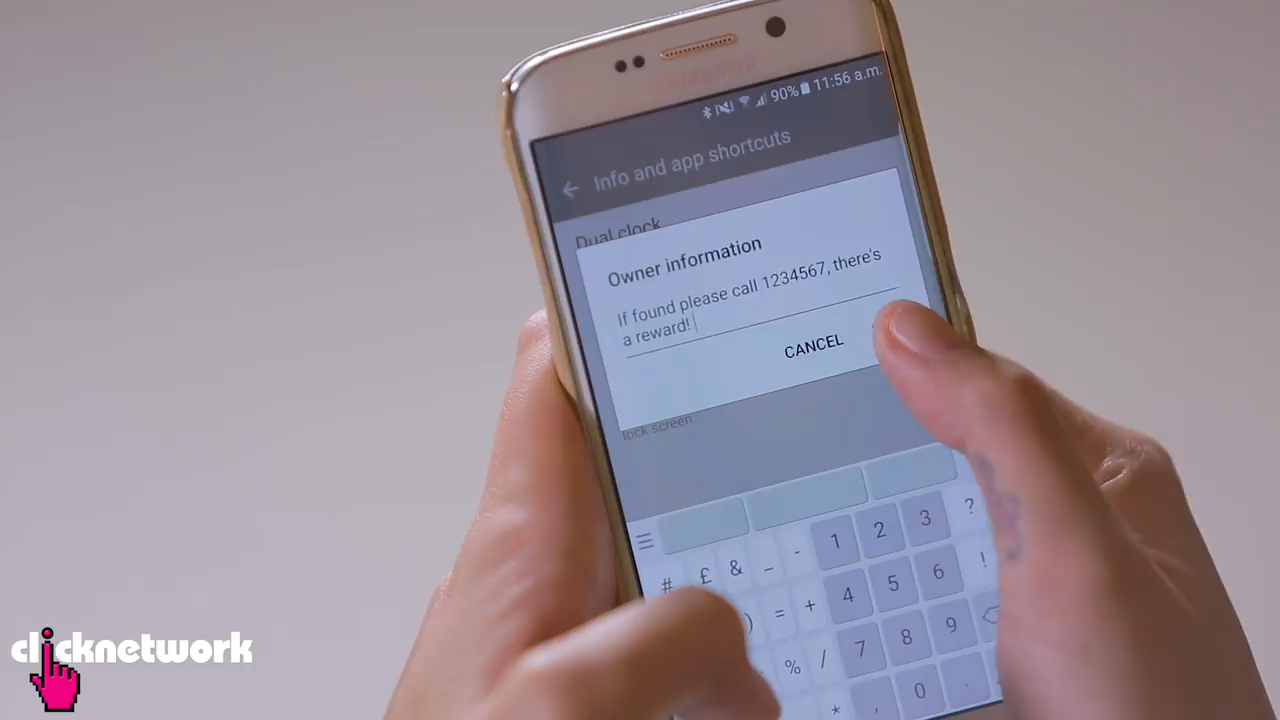 SAMSUNG
90% 11:56 a.m.
Info and app shortcuts
Dual clock
Owner information
If found please call 1234567, there's
a reward!
CANCEL
lock screen.
- 1 2 3 ?
# £ & _
4 5 6 !
) = +
7 8 9
% /
* , 0 .
clicknetwork